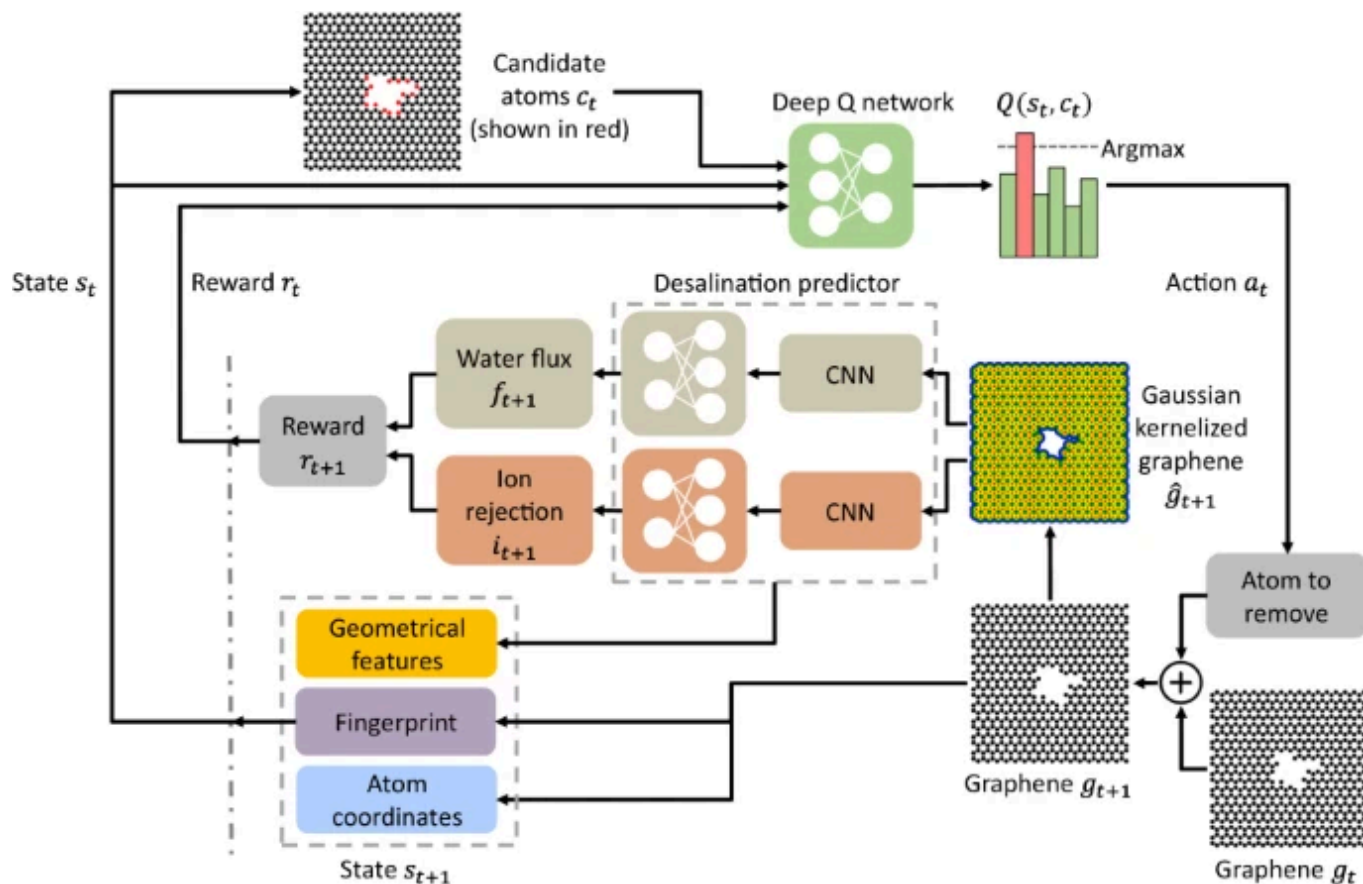 Candidate
atoms c_t
(shown in red)
Deep Q network
Q(s_t, c_t)
Argmax
State s_t
Reward r_t
Desalination predictor
Action a_t
Water flux
f_{t+1}
CNN
Reward
r_{t+1}
Gaussian
kernelized
graphene
ĝ_{t+1}
Ion
rejection
i_{t+1}
CNN
Atom to
remove
Geometrical
features
Fingerprint
Atom
coordinates
State s_{t+1}
Graphene g_{t+1}
Graphene g_t